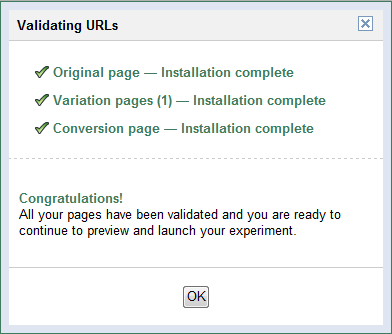 Validating URLs
Original page — Installation complete
Variation pages (1) — Installation complete
Conversion page — Installation complete
Congratulations!
All your pages have been validated and you are ready to
continue to preview and launch your experiment.
OK